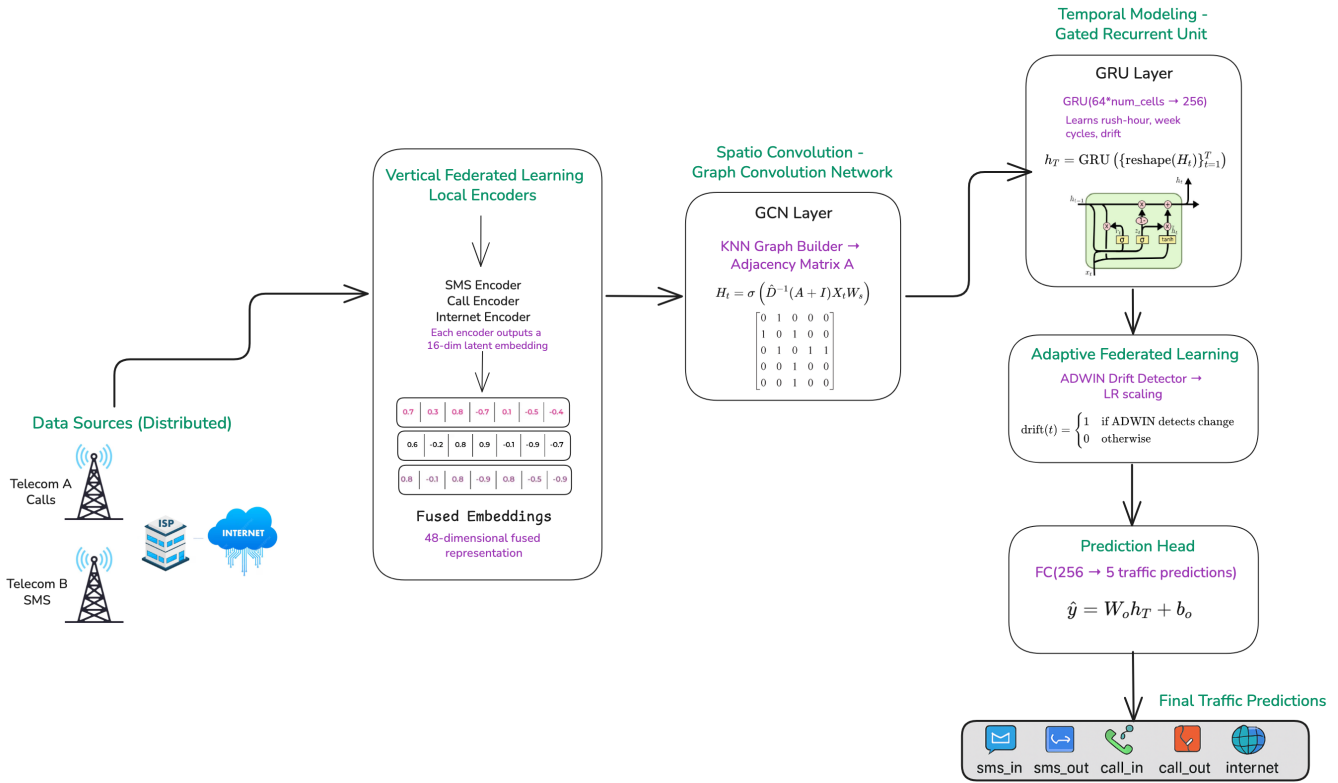 Data Sources (Distributed)
Telecom A
Calls
Telecom B
SMS
ISP
INTERNET
Vertical Federated Learning
Local Encoders
SMS Encoder
Call Encoder
Internet Encoder
Each encoder outputs a
16-dim latent embedding
0.7 0.3 0.8 -0.7 0.1 -0.5 -0.4
0.6 -0.2 0.8 0.9 -0.1 -0.9 -0.7
0.8 -0.1 0.8 -0.9 0.8 -0.5 -0.9
Fused Embeddings
48-dimensional fused
representation
Spatio Convolution -
Graph Convolution Network
GCN Layer
KNN Graph Builder →
Adjacency Matrix A
H_t = σ(D̂⁻¹(A + I)X_tW_s)
0 1 0 0 0
1 0 1 0 0
0 1 0 1 1
0 0 1 0 0
0 0 1 0 0
Temporal Modeling -
Gated Recurrent Unit
GRU Layer
GRU(64*num_cells → 256)
Learns rush-hour, week
cycles, drift
h_T = GRU({reshape(H_t)}_{t=1}^T)
h_t
h_{t-1}
r_t z_t
σ σ tanh
x_t
Adaptive Federated Learning
ADWIN Drift Detector →
LR scaling
drift(t) = {1 if ADWIN detects change
0 otherwise
Prediction Head
FC(256 → 5 traffic predictions)
ŷ = W_oh_T + b_o
Final Traffic Predictions
sms_in sms_out call_in call_out internet